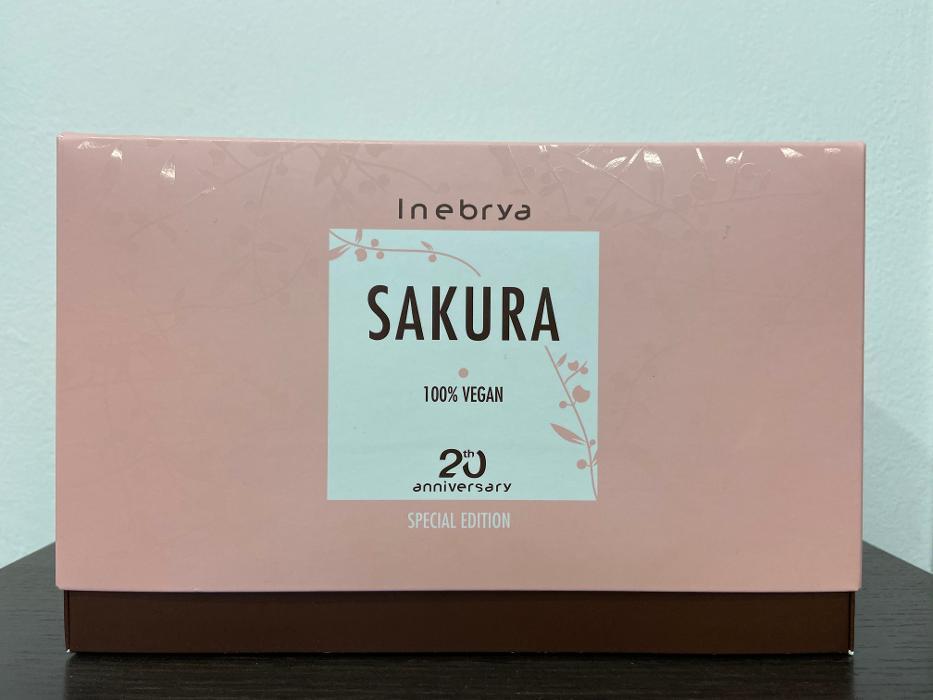 Inebrya
SAKURA
100% VEGAN
20th
anniversary
SPECIAL EDITION